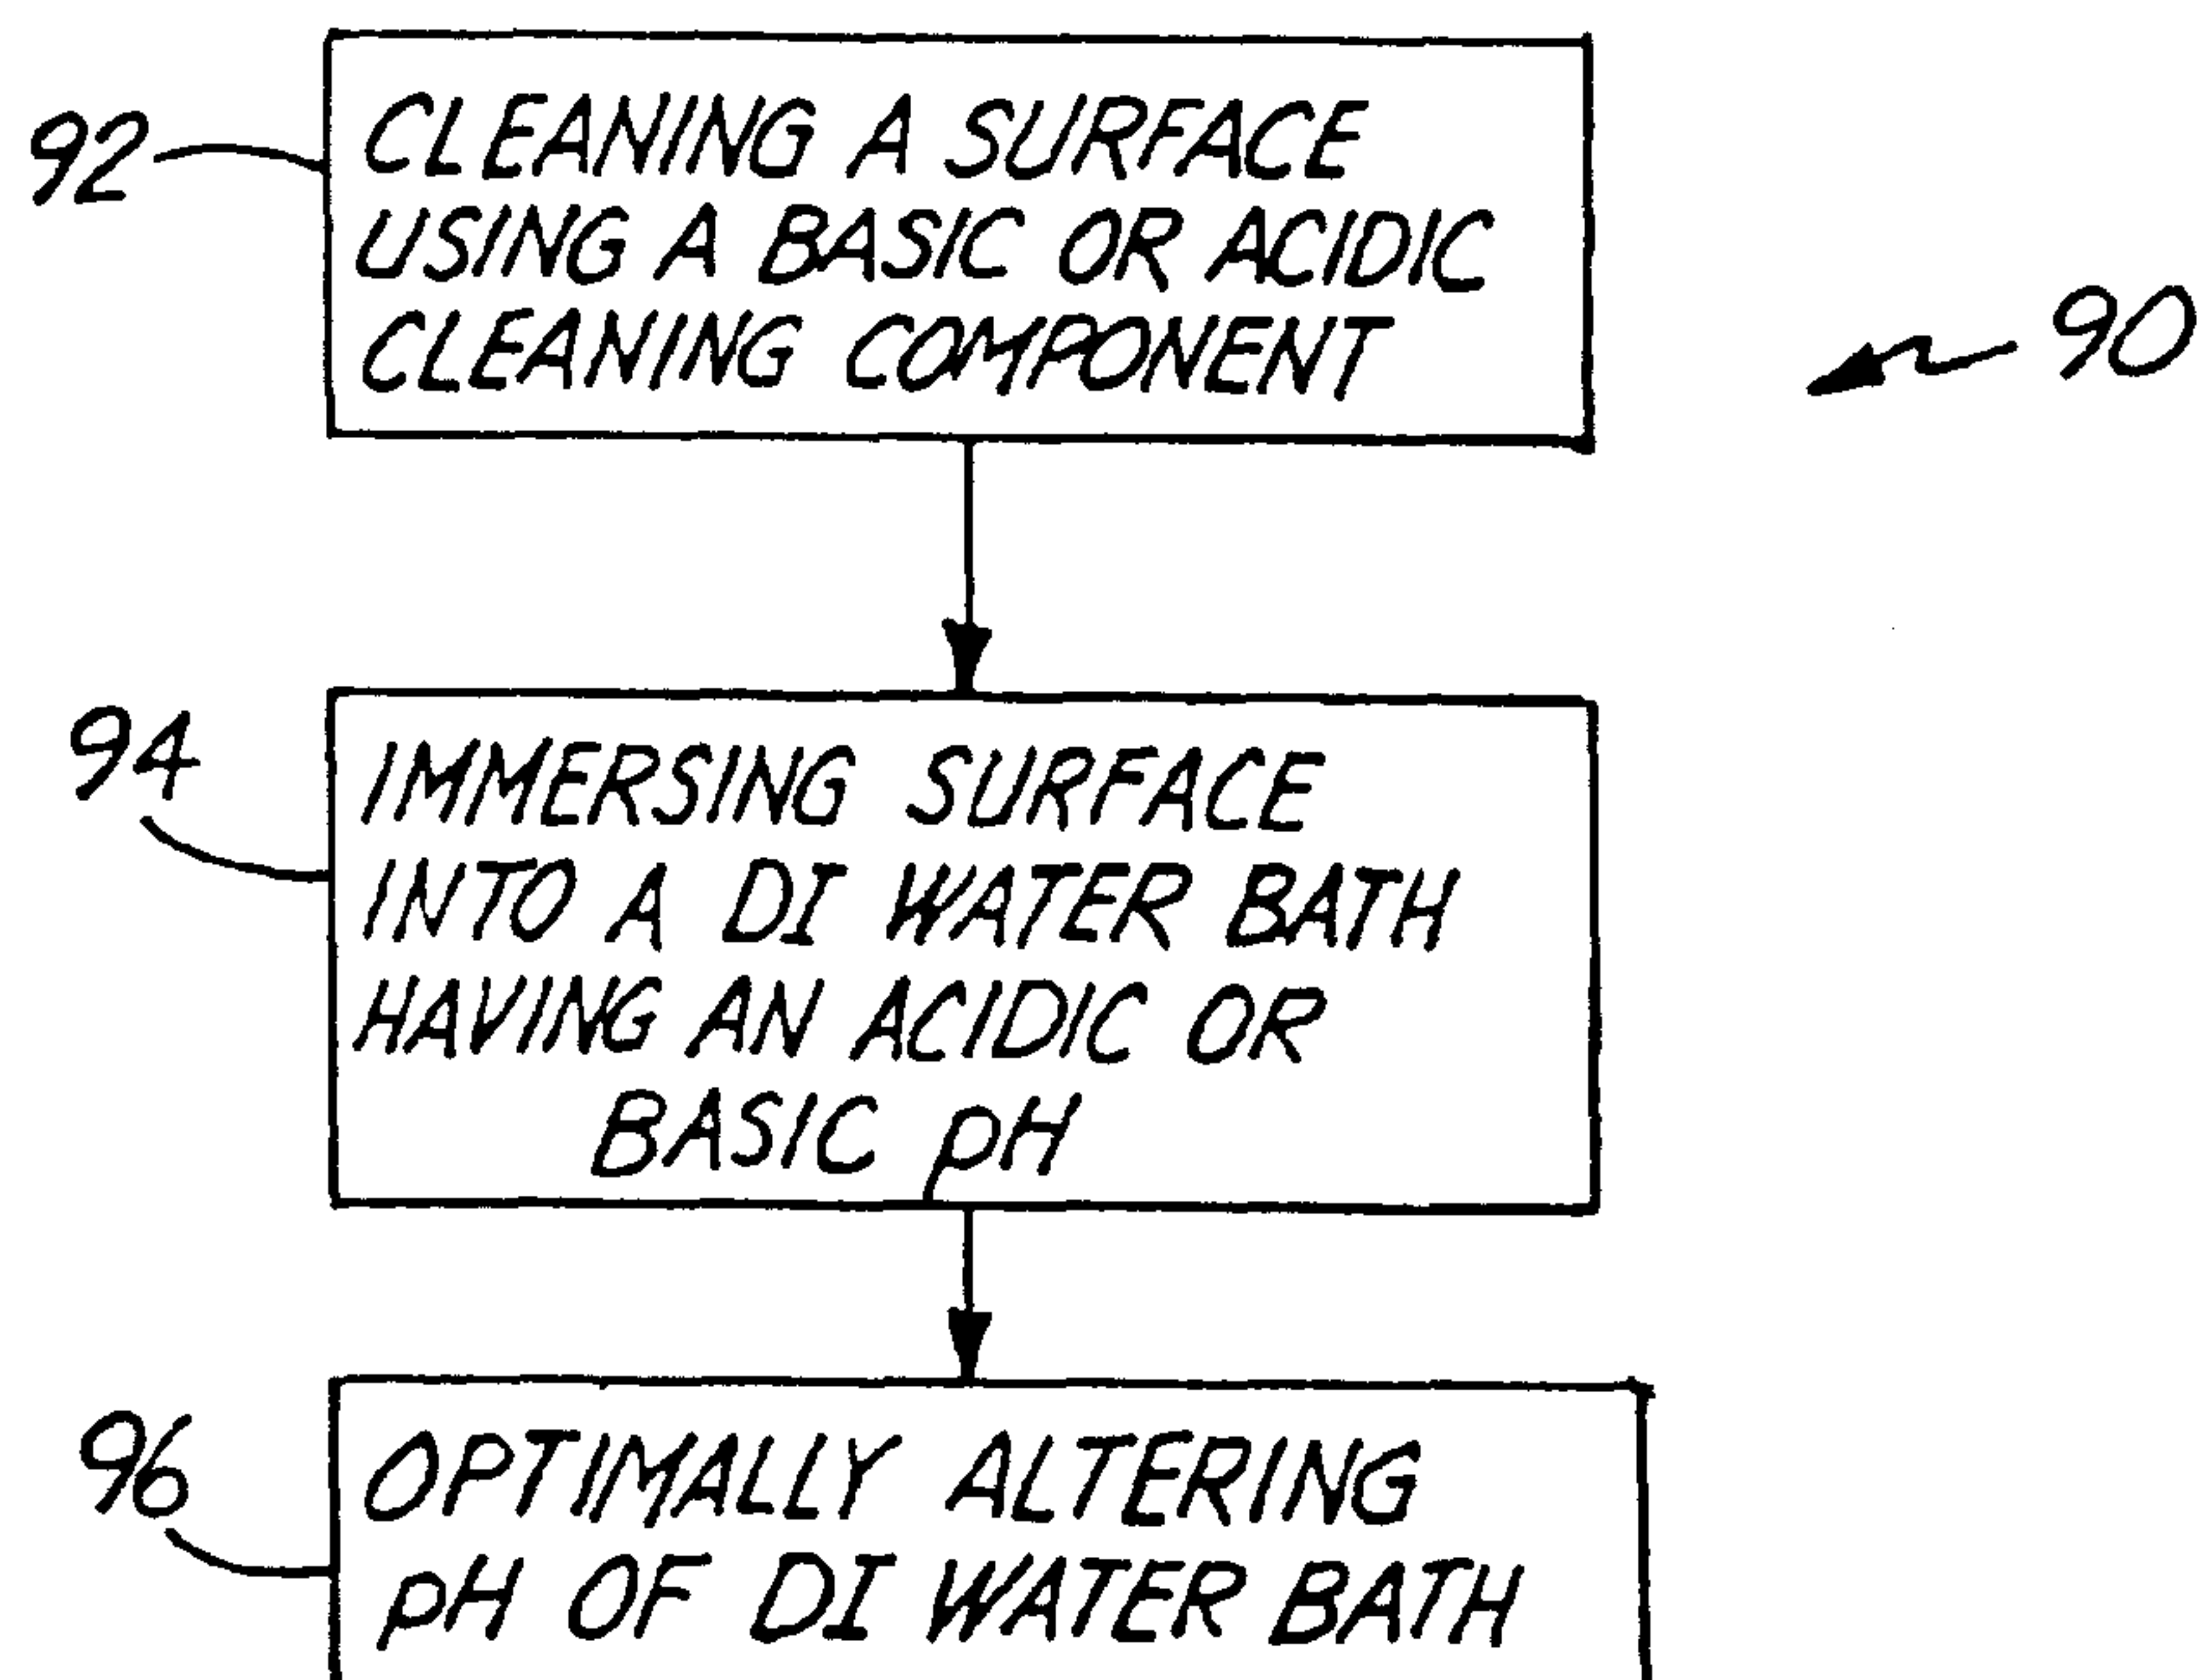 92
CLEANING A SURFACE
USING A BASIC OR ACIDIC
CLEANING COMPONENT
90
94
IMMERSING SURFACE
INTO A DI WATER BATH
HAVING AN ACIDIC OR
BASIC pH
96
OPTIMALLY ALTERING
pH OF DI WATER BATH